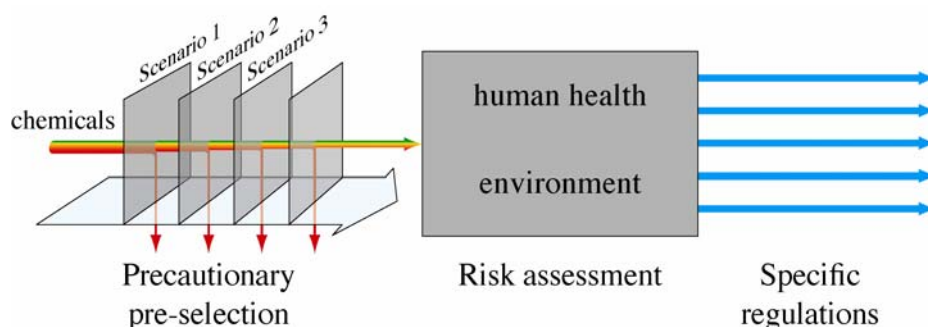 Scenario 1
Scenario 2
Scenario 3
chemicals
human health
environment
Precautionary
pre-selection
Risk assessment
Specific
regulations